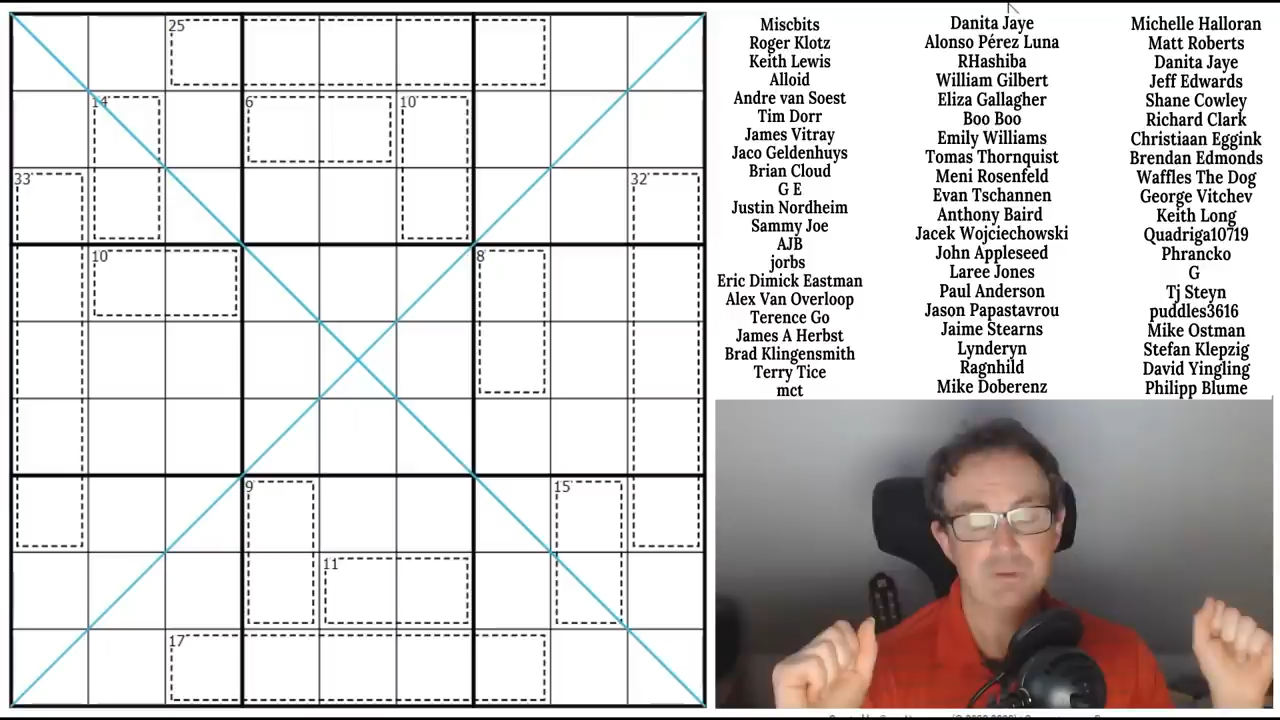 25
14
6
10
33
32
10
8
9
15
11
17
Miscbits
Roger Klotz
Keith Lewis
Alloid
Andre van Soest
Tim Dorr
James Vitray
Jaco Geldenhuys
Brian Cloud
G E
Justin Nordheim
Sammy Joe
AJB
jorbs
Eric Dimick Eastman
Alex Van Overloop
Terence Go
James A Herbst
Brad Klingensmith
Terry Tice
mct
Danita Jaye
Alonso Pérez Luna
RHashiba
William Gilbert
Eliza Gallagher
Boo Boo
Emily Williams
Tomas Thornquist
Meni Rosenfeld
Evan Tschannen
Anthony Baird
Jacek Wojciechowski
John Appleseed
Laree Jones
Paul Anderson
Jason Papastavrou
Jaime Stearns
Lynderyn
Ragnhild
Mike Doberenz
Michelle Halloran
Matt Roberts
Danita Jaye
Jeff Edwards
Shane Cowley
Richard Clark
Christiaan Eggink
Brendan Edmonds
Waffles The Dog
George Vitchev
Keith Long
Quadriga10719
Phrancko
G
Tj Steyn
puddles3616
Mike Ostman
Stefan Klepzig
David Yingling
Philipp Blume